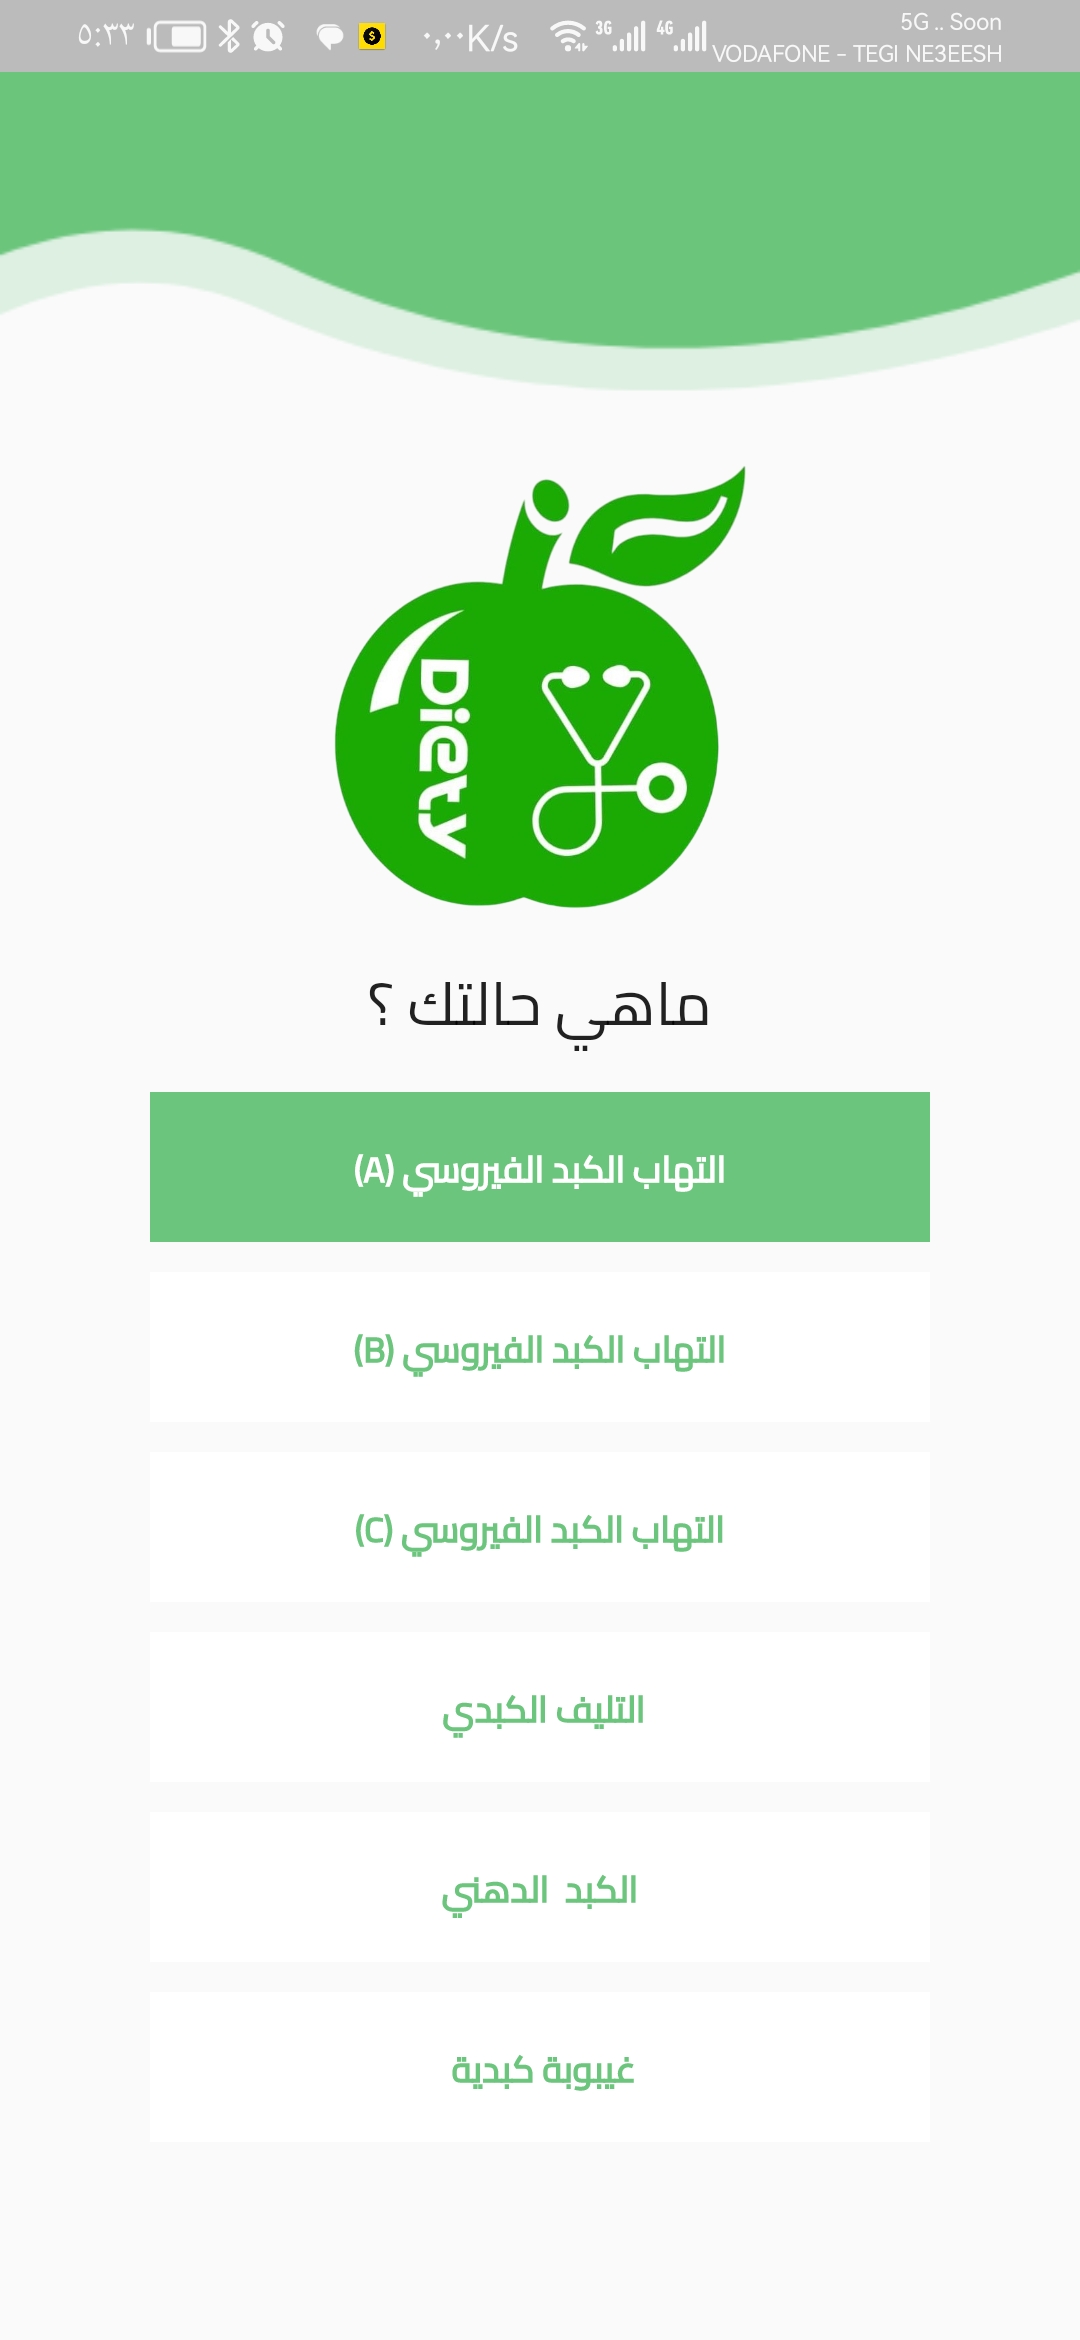 ٥:٣٣
٠,٠٠K/s
3G
4G
5G .. Soon
VODAFONE – TEGI NE3EESH
Diety
ماهي حالتك ؟
التهاب الكبد الفيروسي (A)
التهاب الكبد الفيروسي (B)
التهاب الكبد الفيروسي (C)
التليف الكبدي
الكبد  الدهني
غيبوبة كبدية